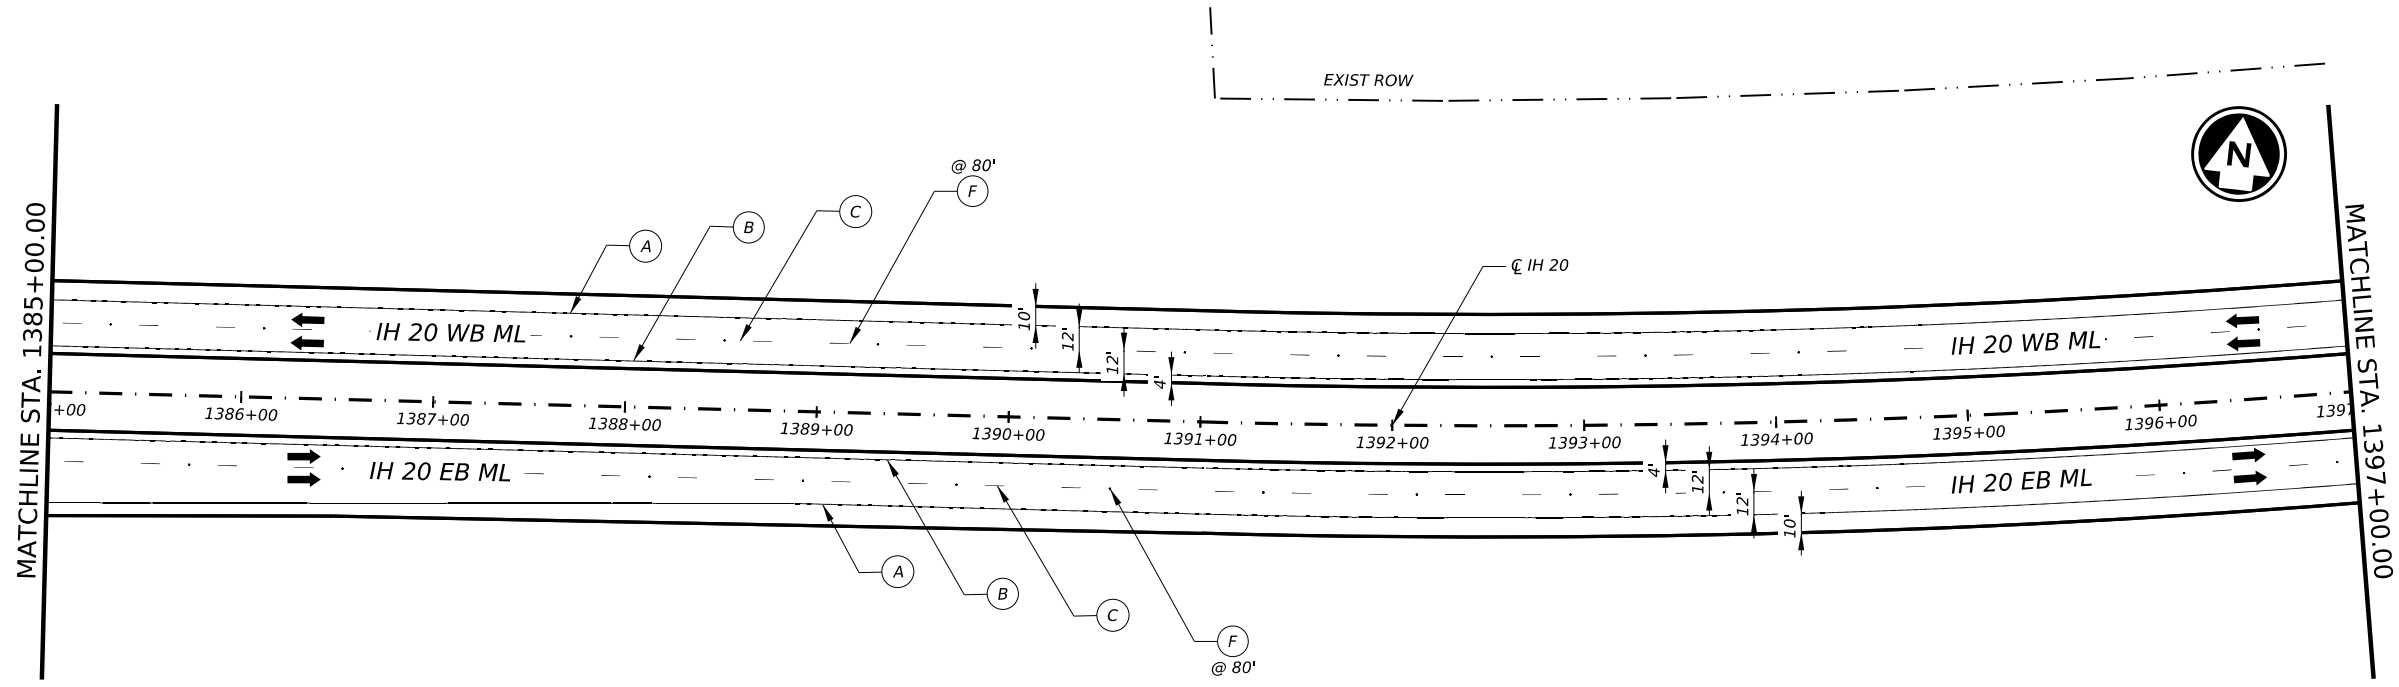 EXIST ROW
N
@ 80'
F
C
B
A
℄ IH 20
MATCHLINE STA. 1385+00.00
MATCHLINE STA. 1397+00.00
IH 20 WB ML
IH 20 WB ML
10'
12'
12'
4'
+00
1386+00
1387+00
1388+00
1389+00
1390+00
1391+00
1392+00
1393+00
1394+00
1395+00
1396+00
1397
IH 20 EB ML
IH 20 EB ML
4'
12'
12'
10'
A
B
C
F
@ 80'